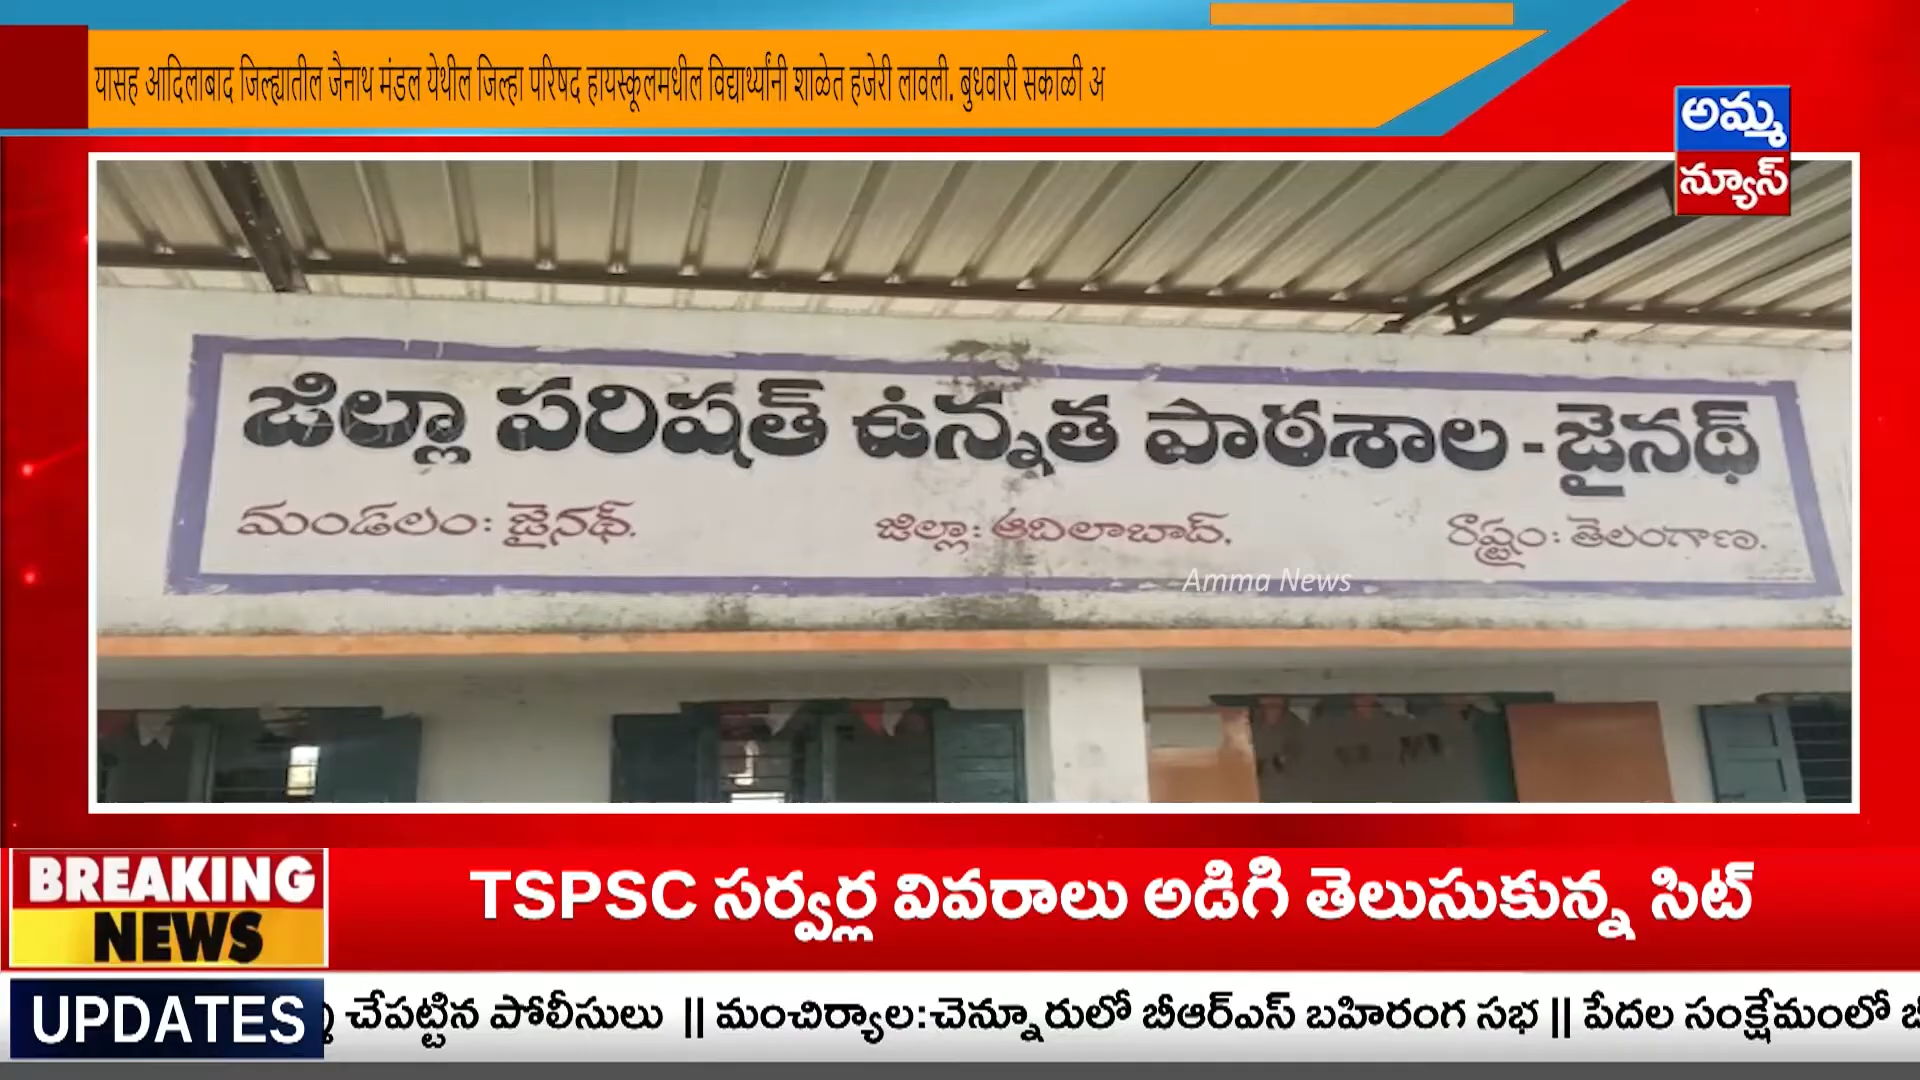 यासह आदिलाबाद जिल्ह्यातील जैनाथ मंडल येथील जिल्हा परिषद हायस्कूलमधील विद्यार्थ्यांनी शाळेत हजेरी लावली. बुधवारी सकाळी अ
అమ్మ
న్యూస్
జిల్లా పరిషత్ ఉన్నత పాఠశాల - జైనథ్
మండలం: జైనథ్. జిల్లా: ఆదిలాబాద్. రాష్ట్రం: తెలంగాణ.
Amma News
BREAKING
NEWS
TSPSC సర్వర్ల వివరాలు అడిగి తెలుసుకున్న సిట్
UPDATES
చేపట్టిన పోలీసులు || మంచిర్యాల:చెన్నూరులో బీఆర్ఎస్ బహిరంగ సభ || పేదల సంక్షేమంలో